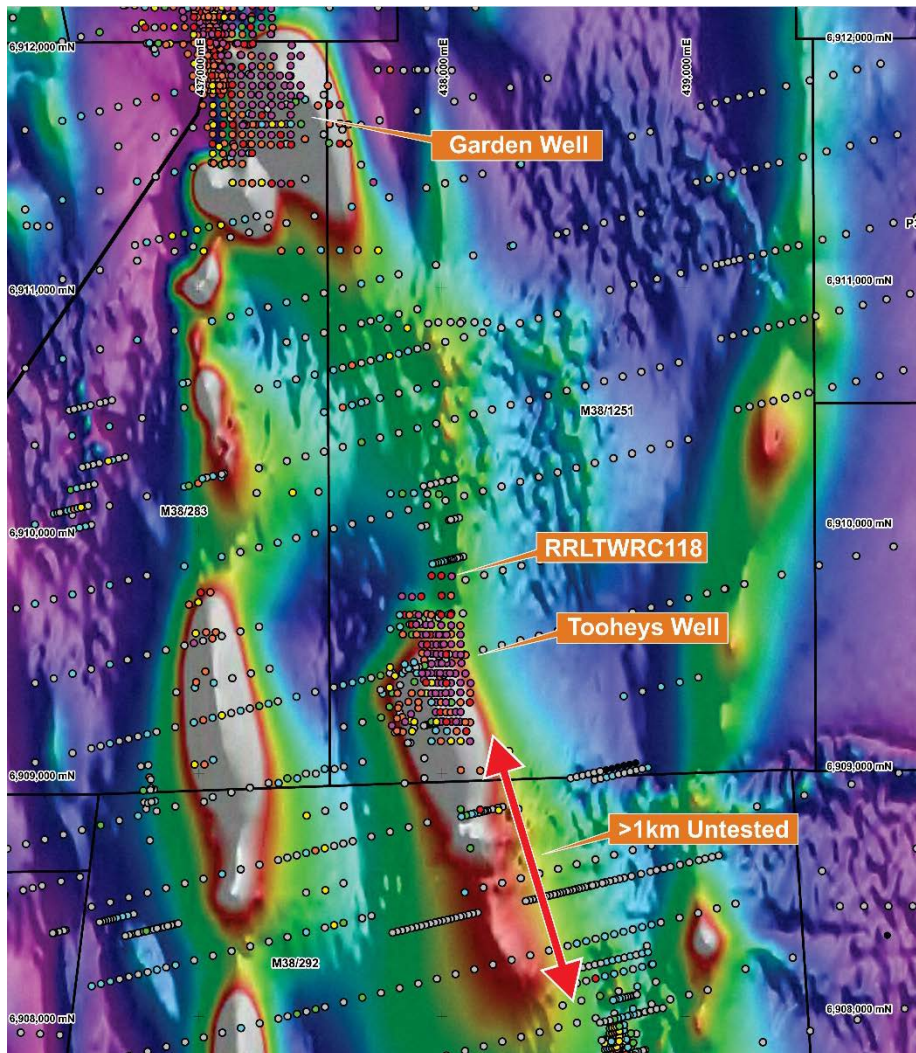 6,912,000 mN
437,000 mE
438,000 mE
439,000 mE
6,912,000 mN
Garden Well
P3
6,911,000 mN
6,911,000 mN
M38/1251
M38/283
6,910,000 mN
6,910,000 mN
RRLTWRC118
Tooheys Well
6,909,000 mN
6,909,000 mN
>1km Untested
M38/292
6,908,000 mN
6,908,000 mN